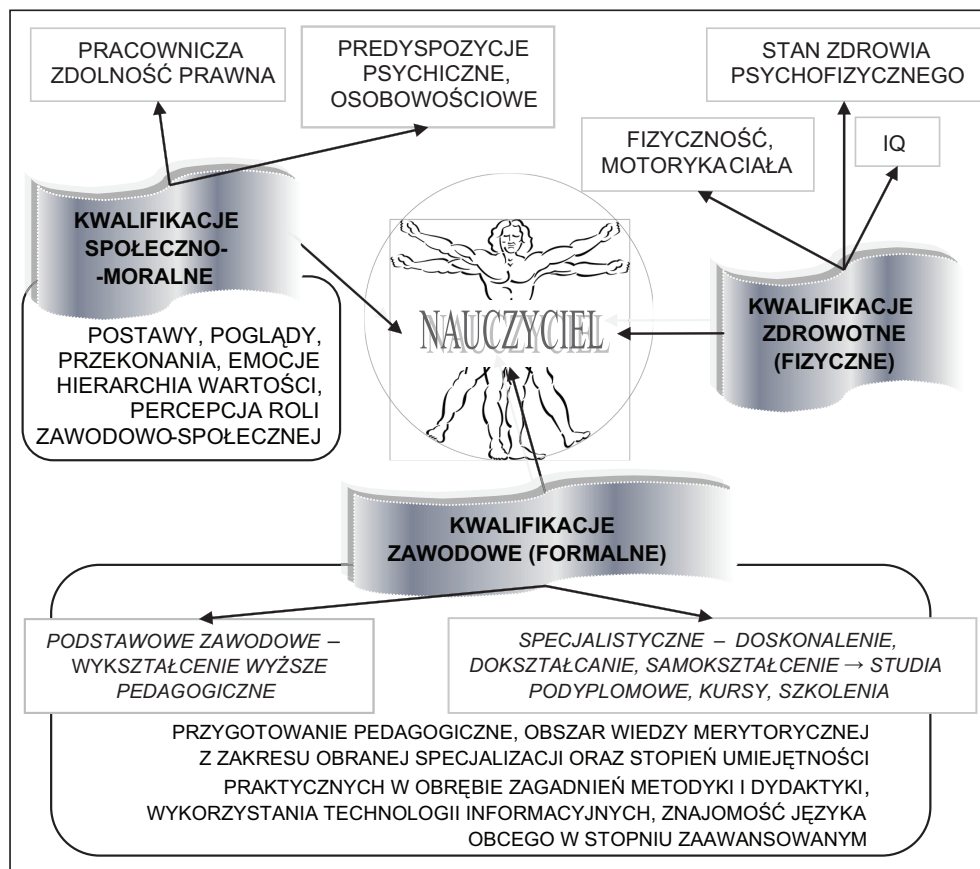 PRACOWNICZA
ZDOLNOŚĆ PRAWNA
PREDYSPOZYCJE
PSYCHICZNE,
OSOBOWOŚCIOWE
STAN ZDROWIA
PSYCHOFIZYCZNEGO
FIZYCZNOŚĆ,
MOTORYKA CIAŁA
IQ
KWALIFIKACJE
SPOŁECZNO-
-MORALNE
POSTAWY, POGLĄDY,
PRZEKONANIA, EMOCJE
HIERARCHIA WARTOŚCI,
PERCEPCJA ROLI
ZAWODOWO-SPOŁECZNEJ
NAUCZYCIEL
KWALIFIKACJE
ZDROWOTNE
(FIZYCZNE)
KWALIFIKACJE
ZAWODOWE (FORMALNE)
PODSTAWOWE ZAWODOWE –
WYKSZTAŁCENIE WYŻSZE
PEDAGOGICZNE
SPECJALISTYCZNE – DOSKONALENIE,
DOKSZTAŁCANIE, SAMOKSZTAŁCENIE → STUDIA
PODYPLOMOWE, KURSY, SZKOLENIA
PRZYGOTOWANIE PEDAGOGICZNE, OBSZAR WIEDZY MERYTORYCZNEJ
Z ZAKRESU OBRANEJ SPECJALIZACJI ORAZ STOPIEŃ UMIEJĘTNOŚCI
PRAKTYCZNYCH W OBRĘBIE ZAGADNIEŃ METODYKI I DYDAKTYKI,
WYKORZYSTANIA TECHNOLOGII INFORMACYJNYCH, ZNAJOMOŚĆ JĘZYKA
OBCEGO W STOPNIU ZAAWANSOWANYM